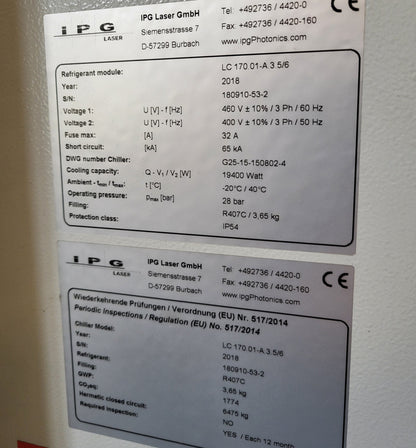 IPG
LASER
IPG Laser GmbH
Siemensstrasse 7
D-57299 Burbach
Tel: +492736 / 4420-0
Fax: +492736 / 4420-160
www.ipgPhotonics.com
CE
Refrigerant module: LC 170.01-A 3.5/6
Year: 2018
S/N: 180910-53-2
Voltage 1: U [V] - f [Hz] 460 V ± 10% / 3 Ph / 60 Hz
Voltage 2: U [V] - f [Hz] 400 V ± 10% / 3 Ph / 50 Hz
Fuse max: [A] 32 A
Short circuit: [kA] 65 kA
DWG number Chiller: G25-15-150802-4
Cooling capacity: Q - V1 / V2 [W] 19400 Watt
Ambient - tmin / tmax: t [°C] -20°C / 40°C
Operating pressure: pmax [bar] 28 bar
Filling: R407C / 3,65 kg
Protection class: IP54
IPG
LASER
IPG Laser GmbH
Siemensstrasse 7
D-57299 Burbach
Tel: +492736 / 4420-0
Fax: +492736 / 4420-160
www.ipgPhotonics.com
CE
Wiederkehrende Prüfungen / Verordnung (EU) Nr. 517/2014
Periodic inspections / Regulation (EU) No. 517/2014
Chiller Model: LC 170.01-A 3.5/6
Year: 2018
S/N: 180910-53-2
Refrigerant: R407C
Filling: 3,65 kg
GWP: 1774
CO2eq: 6475 kg
Hermetic closed circuit: NO
Required inspection: YES / Each 12 month